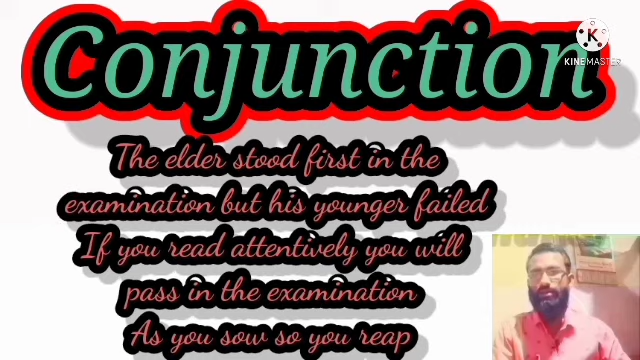 Conjunction
KINEMASTER
The elder stood first in the
examination but his younger failed
If you read attentively you will
pass in the examination
As you sow so you reap